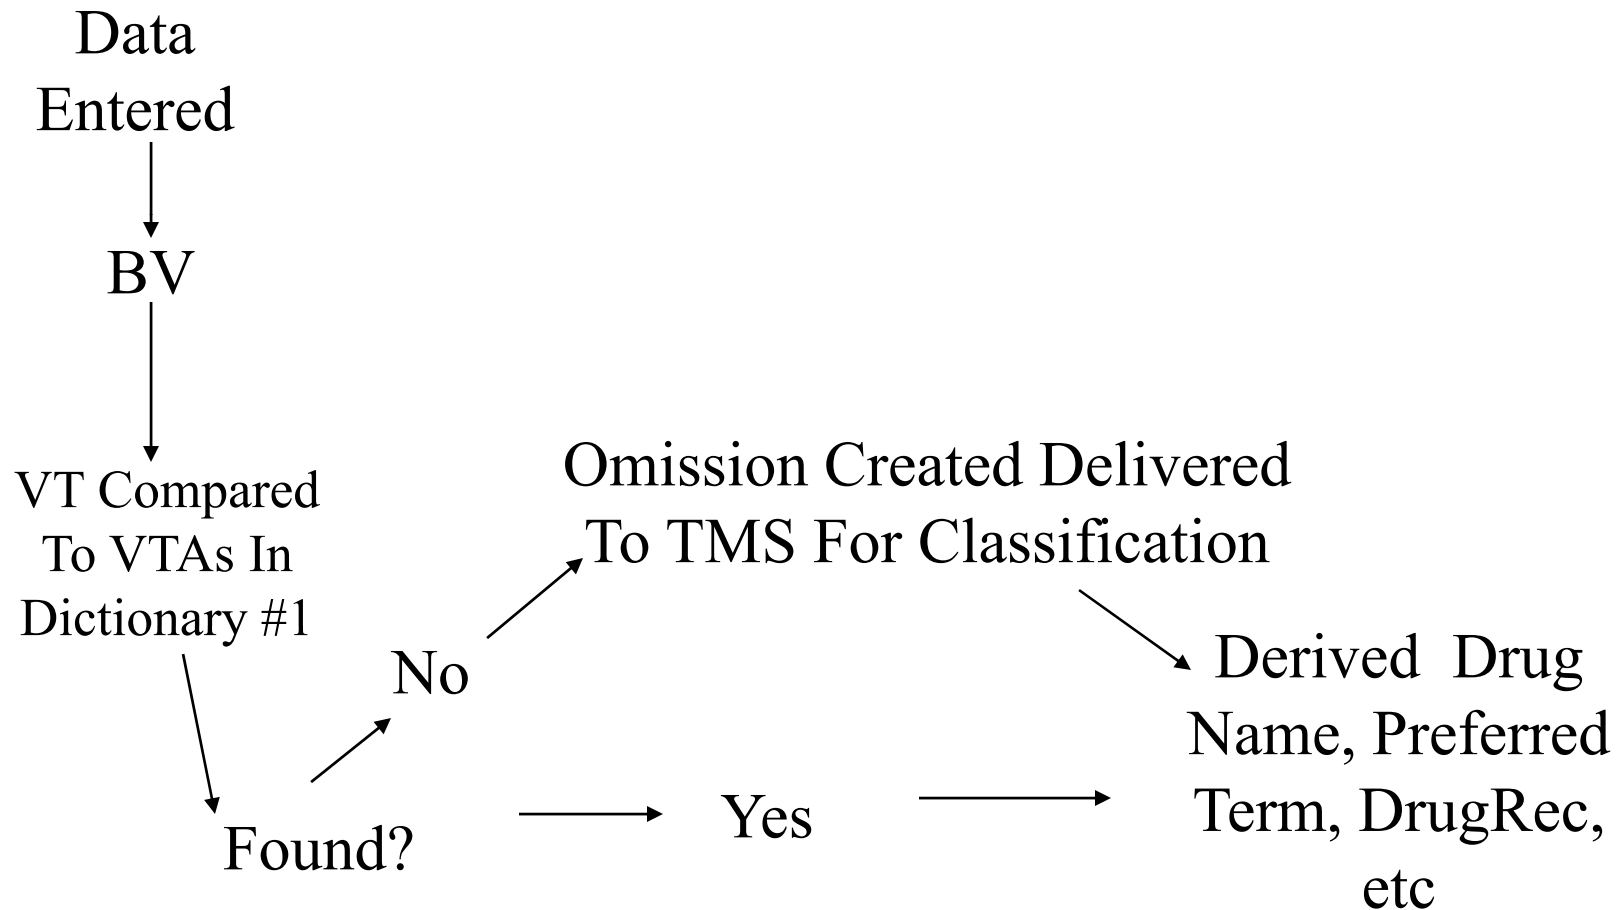 Data
Entered
BV
VT Compared
To VTAs In
Dictionary #1
Found?
No
Omission Created Delivered
To TMS For Classification
Yes
Derived  Drug
Name, Preferred
Term, DrugRec,
etc